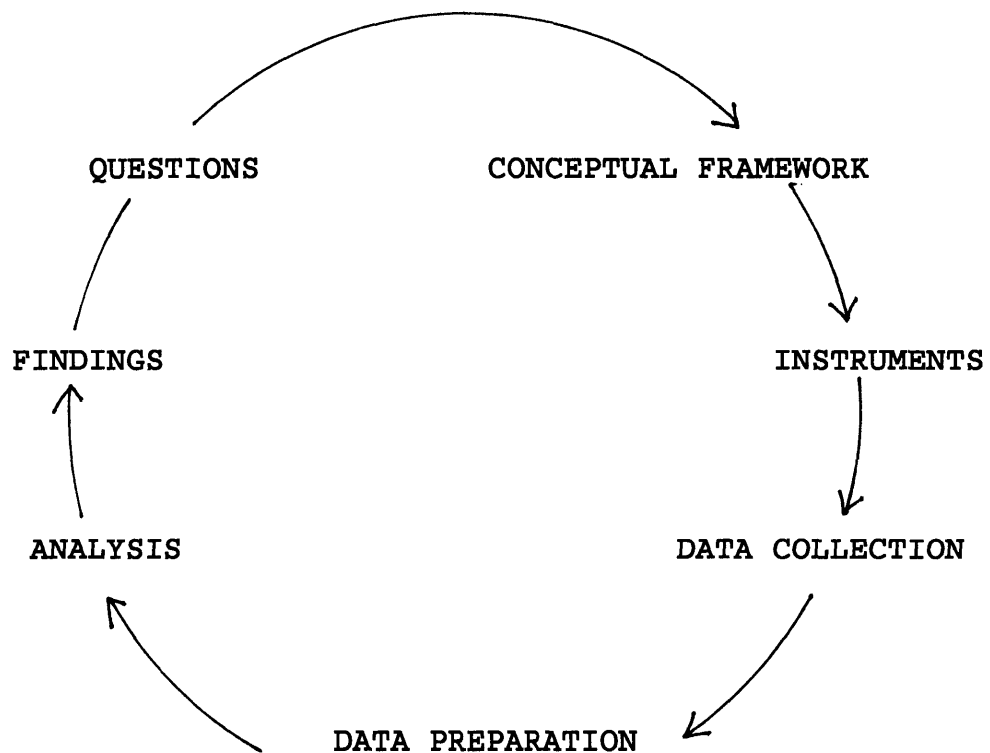 QUESTIONS
CONCEPTUAL FRAMEWORK
INSTRUMENTS
DATA COLLECTION
DATA PREPARATION
ANALYSIS
FINDINGS